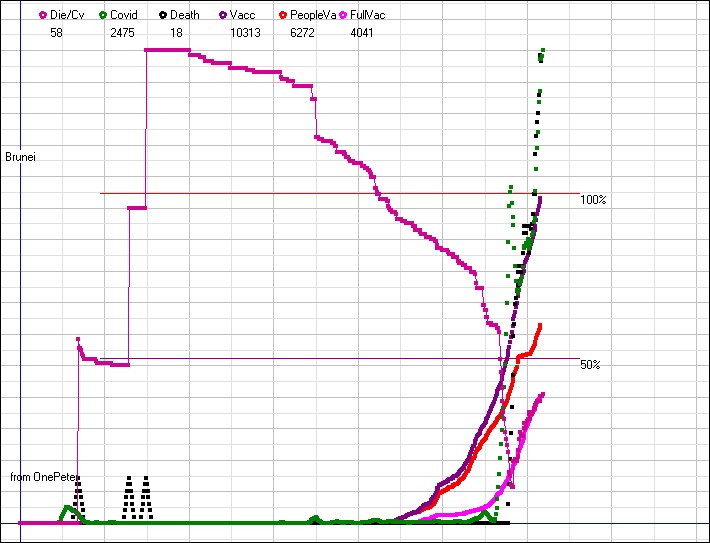 Die/Cv Covid Death Vacc PeopleVa FullVac
58 2475 18 10313 6272 4041
Brunei
100%
50%
from OnePeter